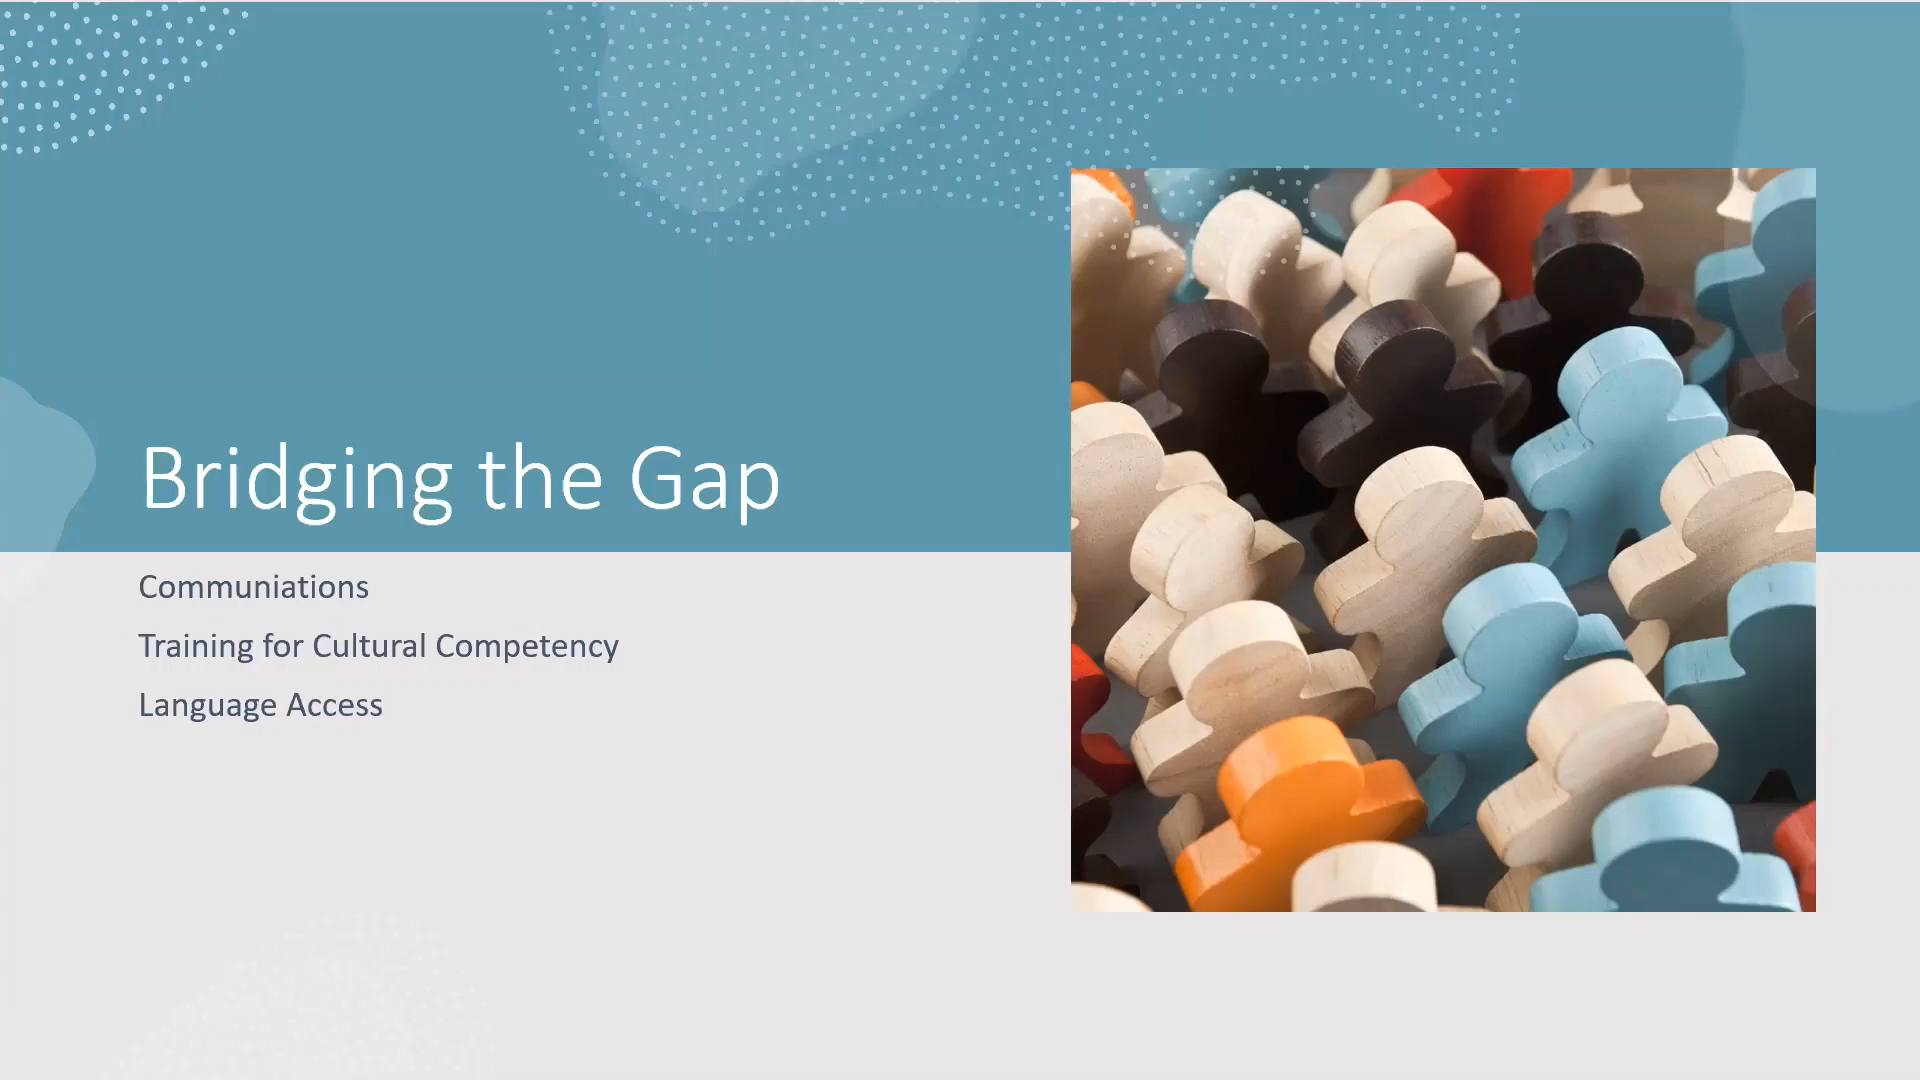 Bridging the Gap
Communiations
Training for Cultural Competency
Language Access